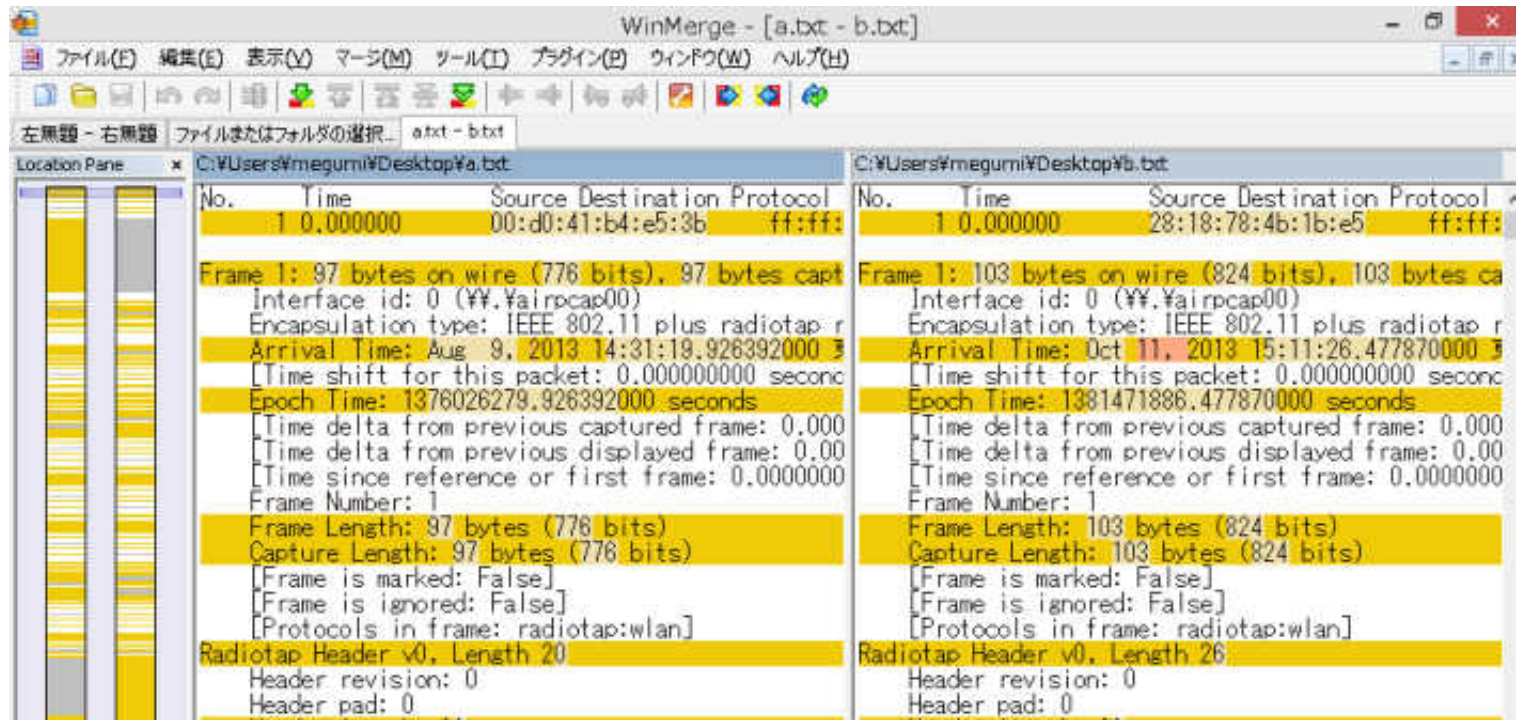 WinMerge - [a.txt - b.txt]
ファイル(F) 編集(E) 表示(V) マージ(M) ツール(T) プラグイン(P) ウィンドウ(W) ヘルプ(H)
左無題 - 右無題 ファイルまたはフォルダの選択... a.txt - b.txt
Location Pane x
C:¥Users¥megumi¥Desktop¥a.txt
No. Time Source Destination Protocol
1 0.000000 00:d0:41:b4:e5:3b ff:ff:
Frame 1: 97 bytes on wire (776 bits), 97 bytes capt
Interface id: 0 (¥¥.¥airpcap00)
Encapsulation type: IEEE 802.11 plus radiotap r
Arrival Time: Aug 9, 2013 14:31:19.926392000
[Time shift for this packet: 0.000000000 seconc
Epoch Time: 1376026279.926392000 seconds
[Time delta from previous captured frame: 0.000
[Time delta from previous displayed frame: 0.00
[Time since reference or first frame: 0.0000000
Frame Number: 1
Frame Length: 97 bytes (776 bits)
Capture Length: 97 bytes (776 bits)
[Frame is marked: False]
[Frame is ignored: False]
[Protocols in frame: radiotap:wlan]
Radiotap Header v0, Length 20
Header revision: 0
Header pad: 0
C:¥Users¥megumi¥Desktop¥b.txt
No. Time Source Destination Protocol
1 0.000000 28:18:78:4b:1b:e5 ff:ff:
Frame 1: 103 bytes on wire (824 bits), 103 bytes ca
Interface id: 0 (¥¥.¥airpcap00)
Encapsulation type: IEEE 802.11 plus radiotap r
Arrival Time: Oct 11, 2013 15:11:26.477870000
[Time shift for this packet: 0.000000000 seconc
Epoch Time: 1381471886.477870000 seconds
[Time delta from previous captured frame: 0.000
[Time delta from previous displayed frame: 0.00
[Time since reference or first frame: 0.0000000
Frame Number: 1
Frame Length: 103 bytes (824 bits)
Capture Length: 103 bytes (824 bits)
[Frame is marked: False]
[Frame is ignored: False]
[Protocols in frame: radiotap:wlan]
Radiotap Header v0, Length 26
Header revision: 0
Header pad: 0